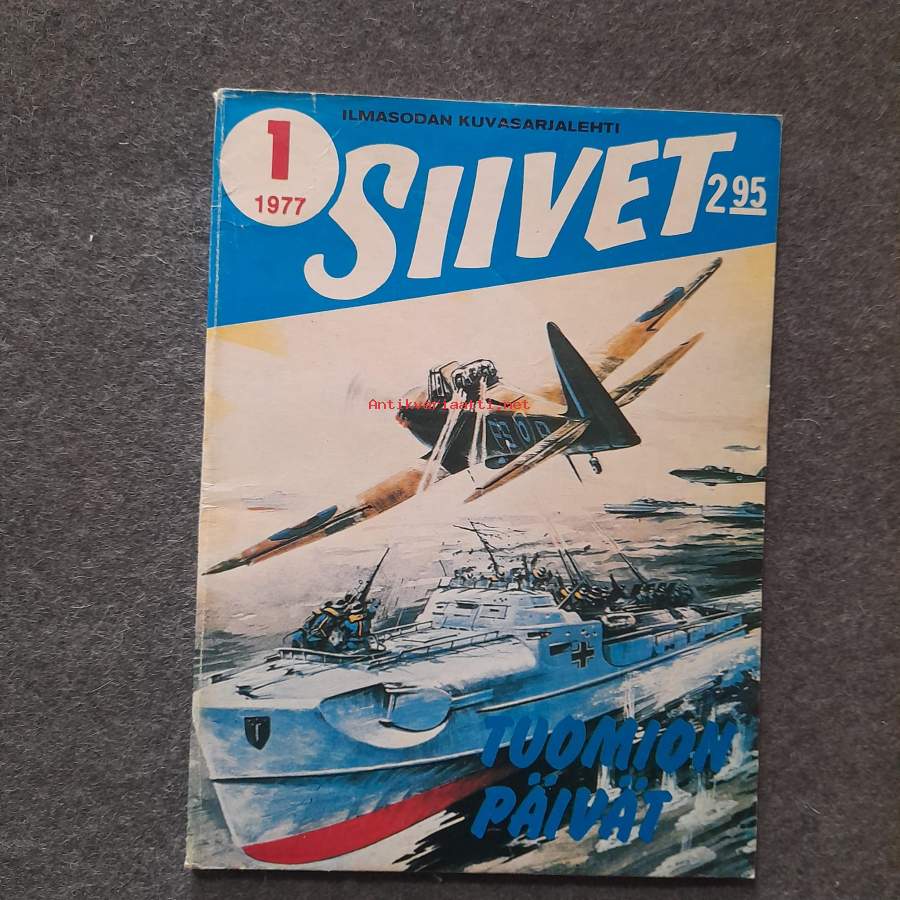 ILMASODAN KUVASARJALEHTI
1
1977
SIIVET
2 95
Antikvariaatti.net
TUOMION
PÄIVÄT